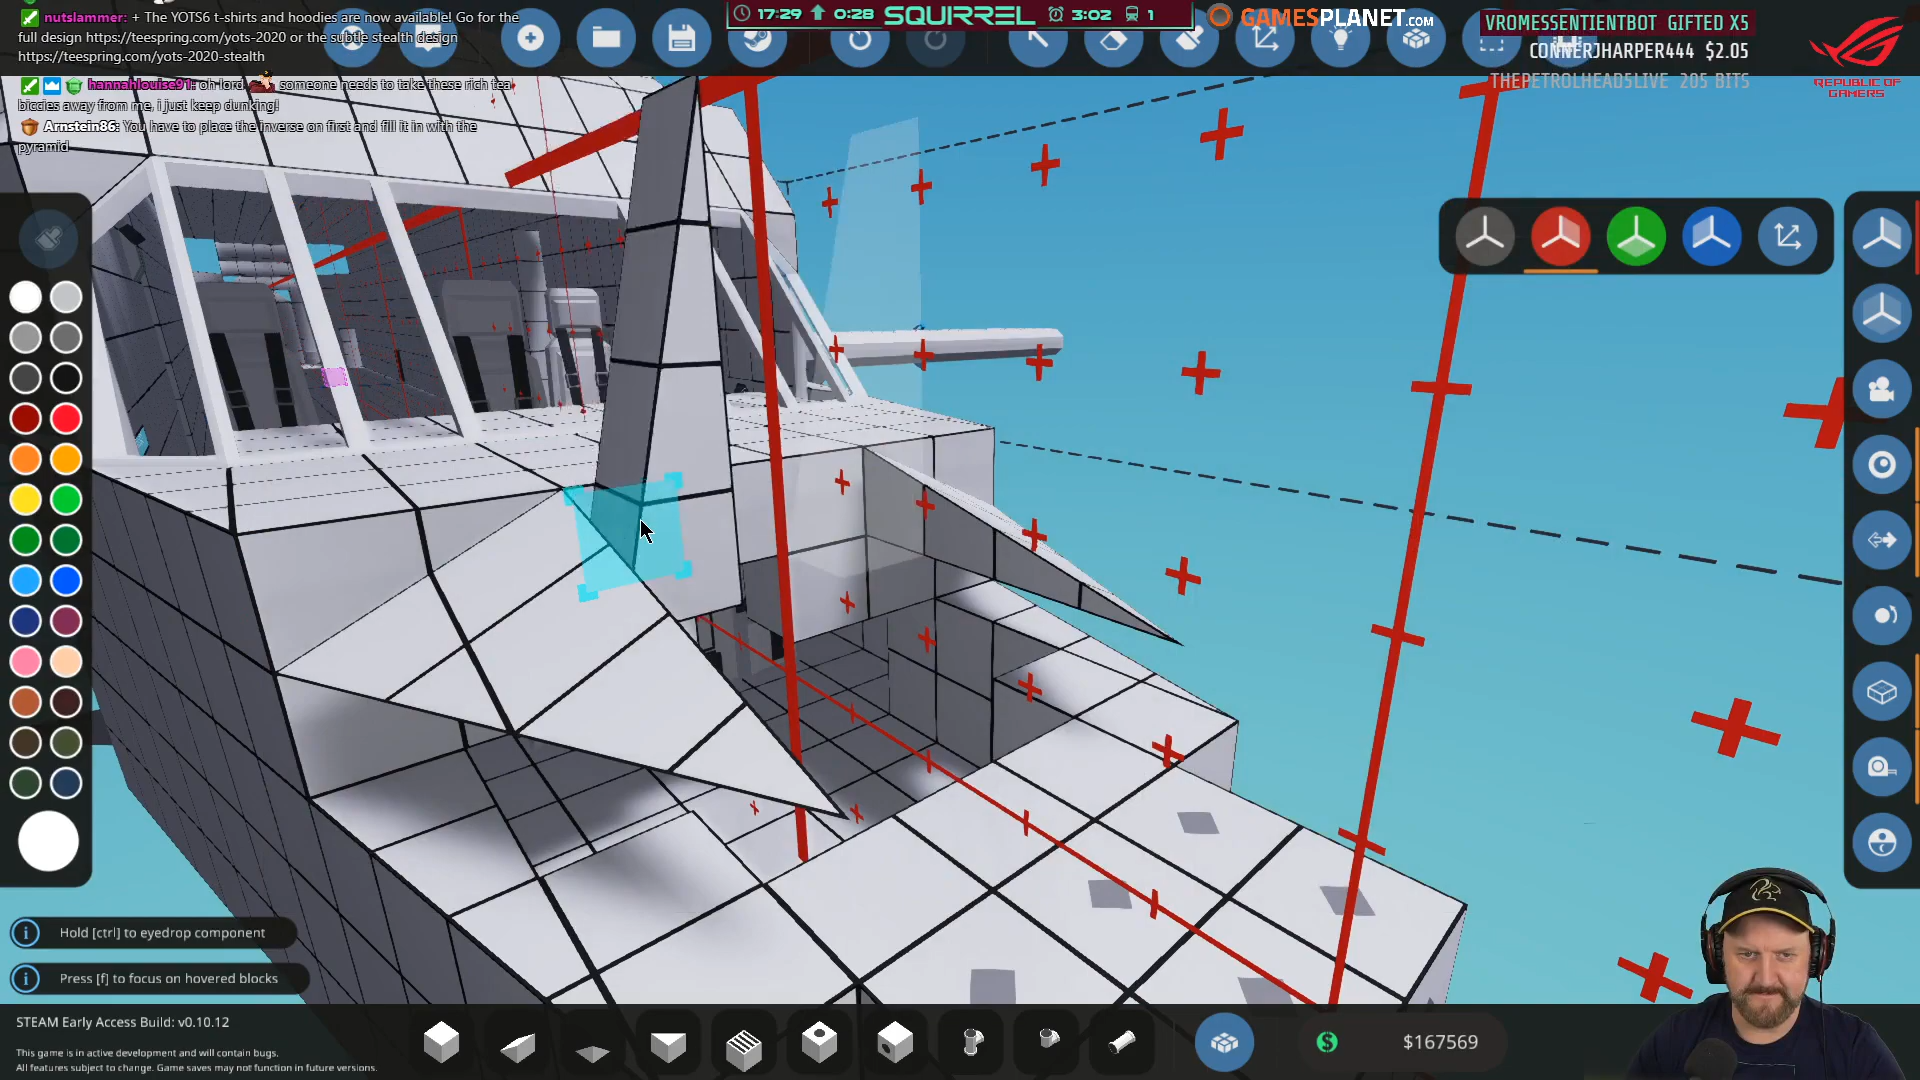 nutslammer: + The YOTS6 t-shirts and hoodies are now available! Go for the
full design https://teespring.com/yots-2020 or the subtle stealth design
https://teespring.com/yots-2020-stealth
hannahlouise91: oh lord someone needs to take these rich tea
biccies away from me, i just keep dunking!
Arnstein86: You have to place the inverse on first and fill it in with the
pyramid
17:29 0:28 SQUIRREL 3:02 1
GAMESPLANET.COM
VROMESSENTIENTBOT GIFTED X5
CONNERJHARPER444 $2.05
THEPETROLHEADSLIVE 205 BITS
REPUBLIC OF
GAMERS
Hold [ctrl] to eyedrop component
Press [f] to focus on hovered blocks
STEAM Early Access Build: v0.10.12
This game is in active development and will contain bugs.
All features subject to change. Game saves may not function in future versions.
$167569